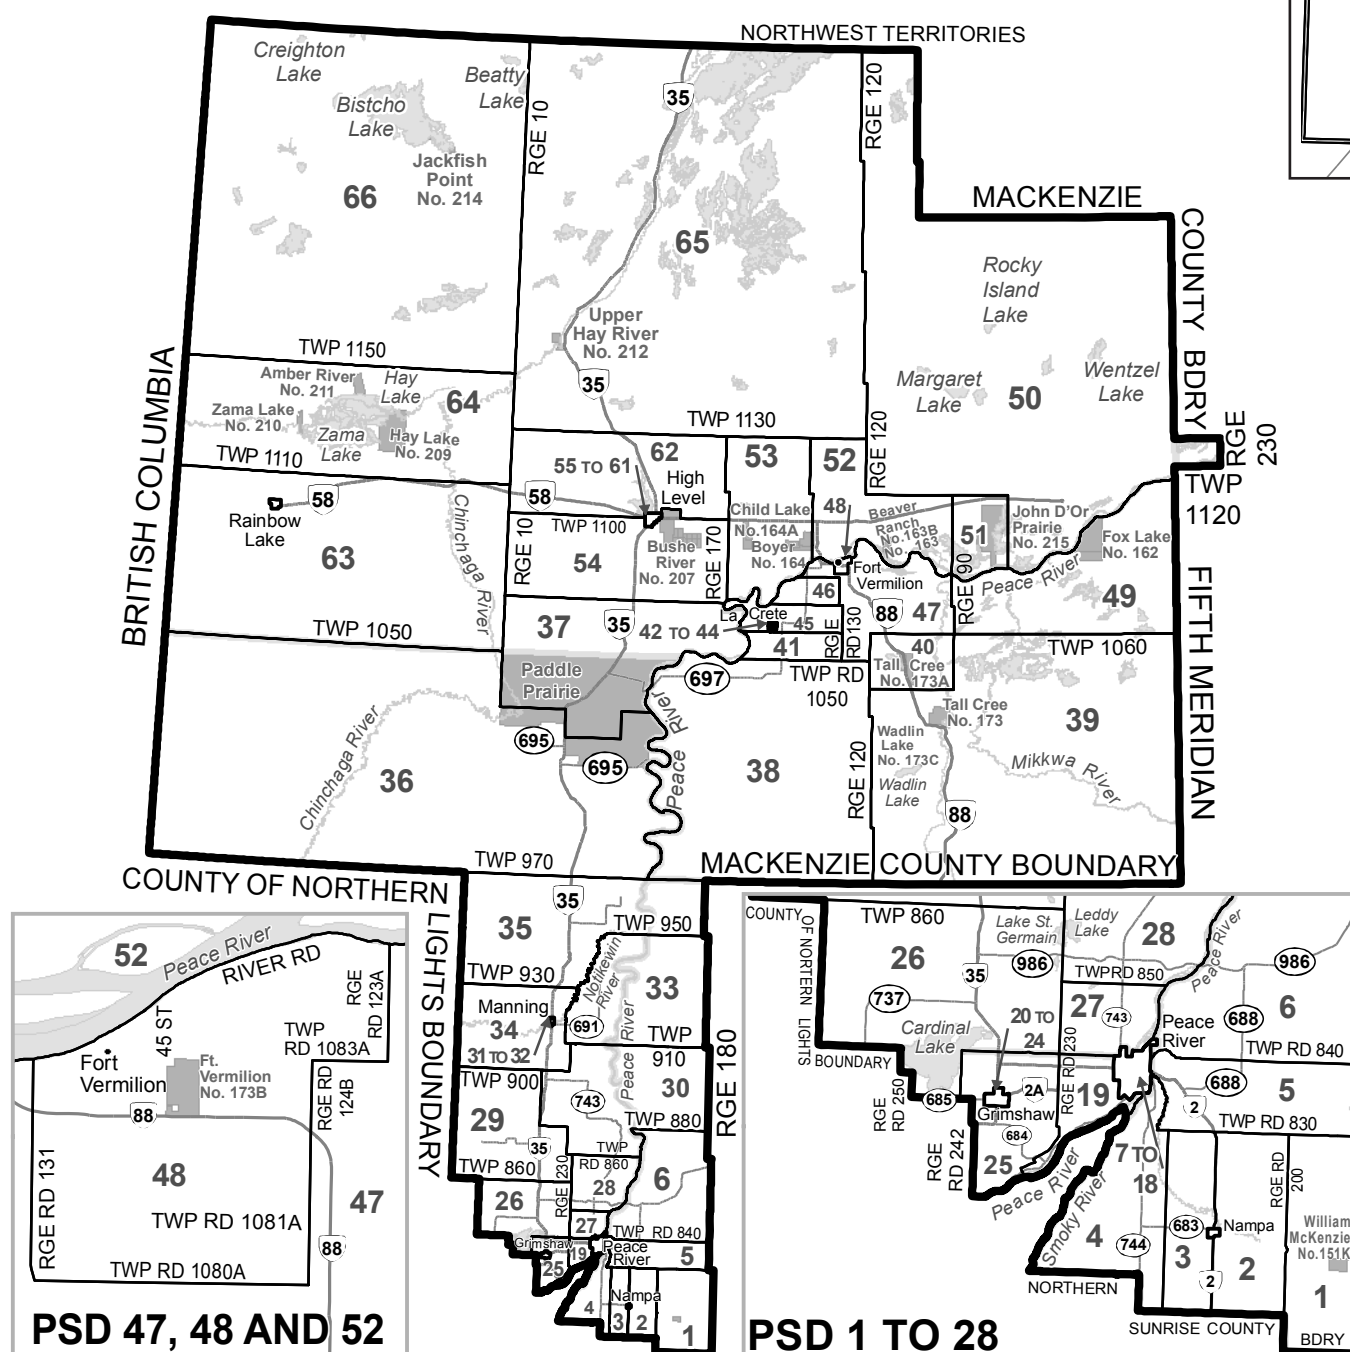 NORTHWEST TERRITORIES
Creighton
Lake
Beatty
Lake
Bistcho
Lake
Jackfish
Point
No. 214
66
RGE 10
35
RGE 120
65
MACKENZIE
COUNTY BDRY
Rocky
Island
Lake
Upper
Hay River
No. 212
TWP 1150
Amber River
No. 211
Hay
Lake
64
Zama Lake
No. 210
Zama
Lake
Hay Lake
No. 209
35
Margaret
Lake
50
Wentzel
Lake
TWP 1130
RGE 120
RGE
230
BRITISH COLUMBIA
TWP 1110
55 TO 61
62
53
52
High
Level
TWP
1120
58
58
Rainbow
Lake
63
Chinchaga River
RGE 10
TWP 1100
54
Bushe
River
No. 207
RGE 170
Child Lake
No.164A
Boyer
No. 164
48
Beaver
Ranch
No.163B
No. 163
51
John D'Or
Prairie
No. 215
Fox Lake
No. 162
Fort
Vermilion
RGE 90
Peace River
49
46
47
88
37
35
42 TO 44
La Crete
45
41
RGE
RD130
TWP 1050
40
TWP 1060
Tall Cree
No. 173A
TWP RD
1050
Paddle
Prairie
697
FIFTH MERIDIAN
Chinchaga River
36
695
695
Peace River
38
RGE 120
Tall Cree
No. 173
39
Wadlin
Lake
No. 173C
Wadlin
Lake
Mikkwa River
88
TWP 970
MACKENZIE COUNTY BOUNDARY
COUNTY OF NORTHERN
LIGHTS BOUNDARY
35
35
TWP 950
TWP 930
Notikewin
River
33
Manning
34
691
31 TO 32
Peace River
TWP
910
30
RGE 180
TWP 900
743
29
TWP 880
35
TWP
RD 860
TWP 860
26
RGE 230
28
6
27
TWP RD 840
Grimshaw
19
Peace
River
5
25
Nampa
4
3
2
1
52
Peace River
RIVER RD
RGE
RD 123A
45 ST
TWP
RD 1083A
Fort
Vermilion
Ft.
Vermilion
No. 173B
RGE RD
124B
88
RGE RD 131
48
47
TWP RD 1081A
88
TWP RD 1080A
PSD 47, 48 AND 52
COUNTY
OF NORTHERN LIGHTS
BOUNDARY
TWP 860
26
Lake St.
Germain
Leddy
Lake
28
Peace River
35
986
986
TWPRD 850
737
27
743
6
20 TO
24
Cardinal
Lake
RGE RD 230
Peace
River
688
TWP RD 840
RGE
RD 250
685
2A
Grimshaw
19
688
5
2
TWP RD 830
684
RGE
RD 242
25
Peace River
7 TO
18
Smoky River
RGE RD
200
4
744
683
Nampa
3
2
2
William
McKenzie
No.151K
1
NORTHERN
SUNRISE COUNTY
BDRY
PSD 1 TO 28